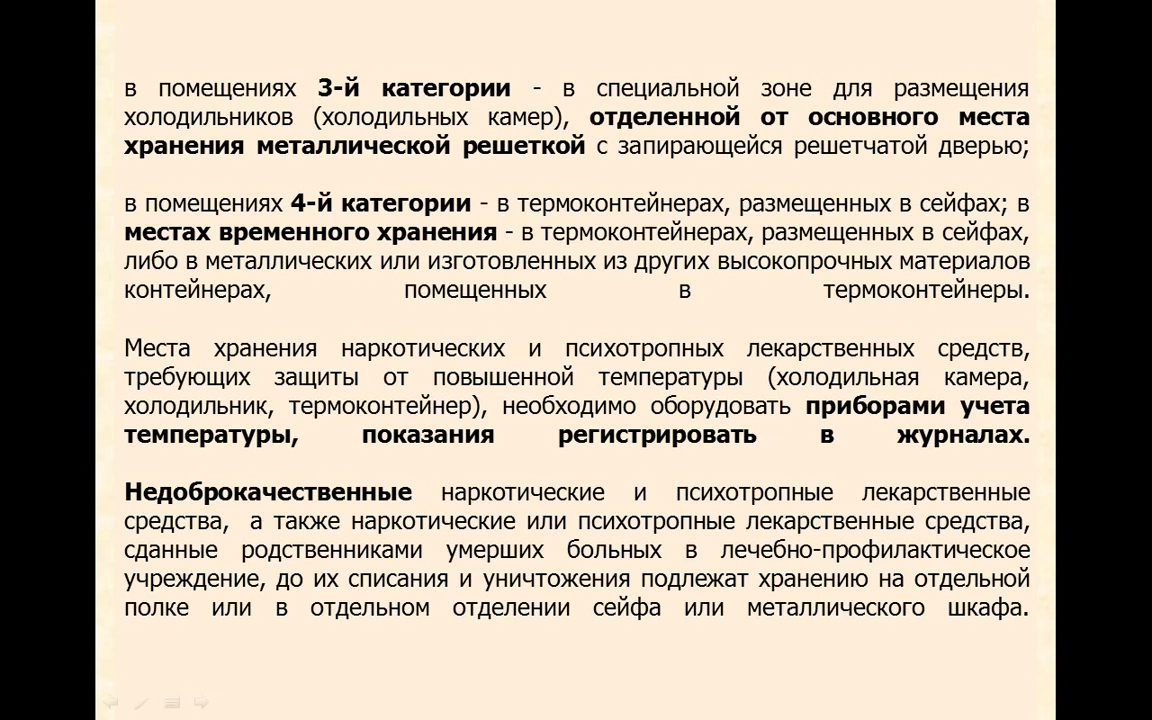 в помещениях 3-й категории - в специальной зоне для размещения
холодильников (холодильных камер), отделенной от основного места
хранения металлической решеткой с запирающейся решетчатой дверью;
в помещениях 4-й категории - в термоконтейнерах, размещенных в сейфах; в
местах временного хранения - в термоконтейнерах, размещенных в сейфах,
либо в металлических или изготовленных из других высокопрочных материалов
контейнерах, помещенных в термоконтейнеры.
Места хранения наркотических и психотропных лекарственных средств,
требующих защиты от повышенной температуры (холодильная камера,
холодильник, термоконтейнер), необходимо оборудовать приборами учета
температуры, показания регистрировать в журналах.
Недоброкачественные наркотические и психотропные лекарственные
средства, а также наркотические или психотропные лекарственные средства,
сданные родственниками умерших больных в лечебно-профилактическое
учреждение, до их списания и уничтожения подлежат хранению на отдельной
полке или в отдельном отделении сейфа или металлического шкафа.